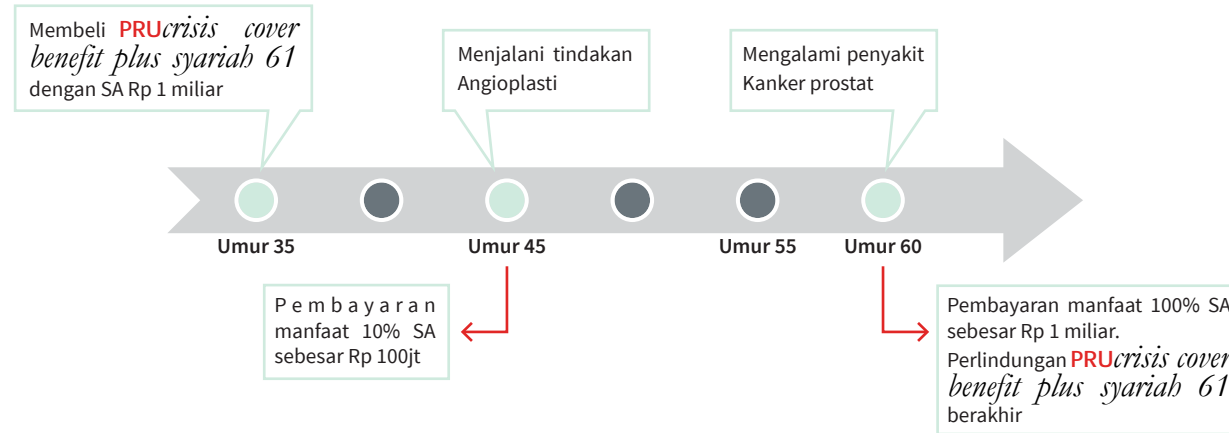 Membeli PRUcrisis cover
benefit plus syariah 61
dengan SA Rp 1 miliar
Menjalani tindakan
Angioplasti
Mengalami penyakit
Kanker prostat
Umur 35
Umur 45
Umur 55
Umur 60
Pembayaran
manfaat 10% SA
sebesar Rp 100jt
Pembayaran manfaat 100% SA
sebesar Rp 1 miliar.
Perlindungan PRUcrisis cover
benefit plus syariah 61
berakhir